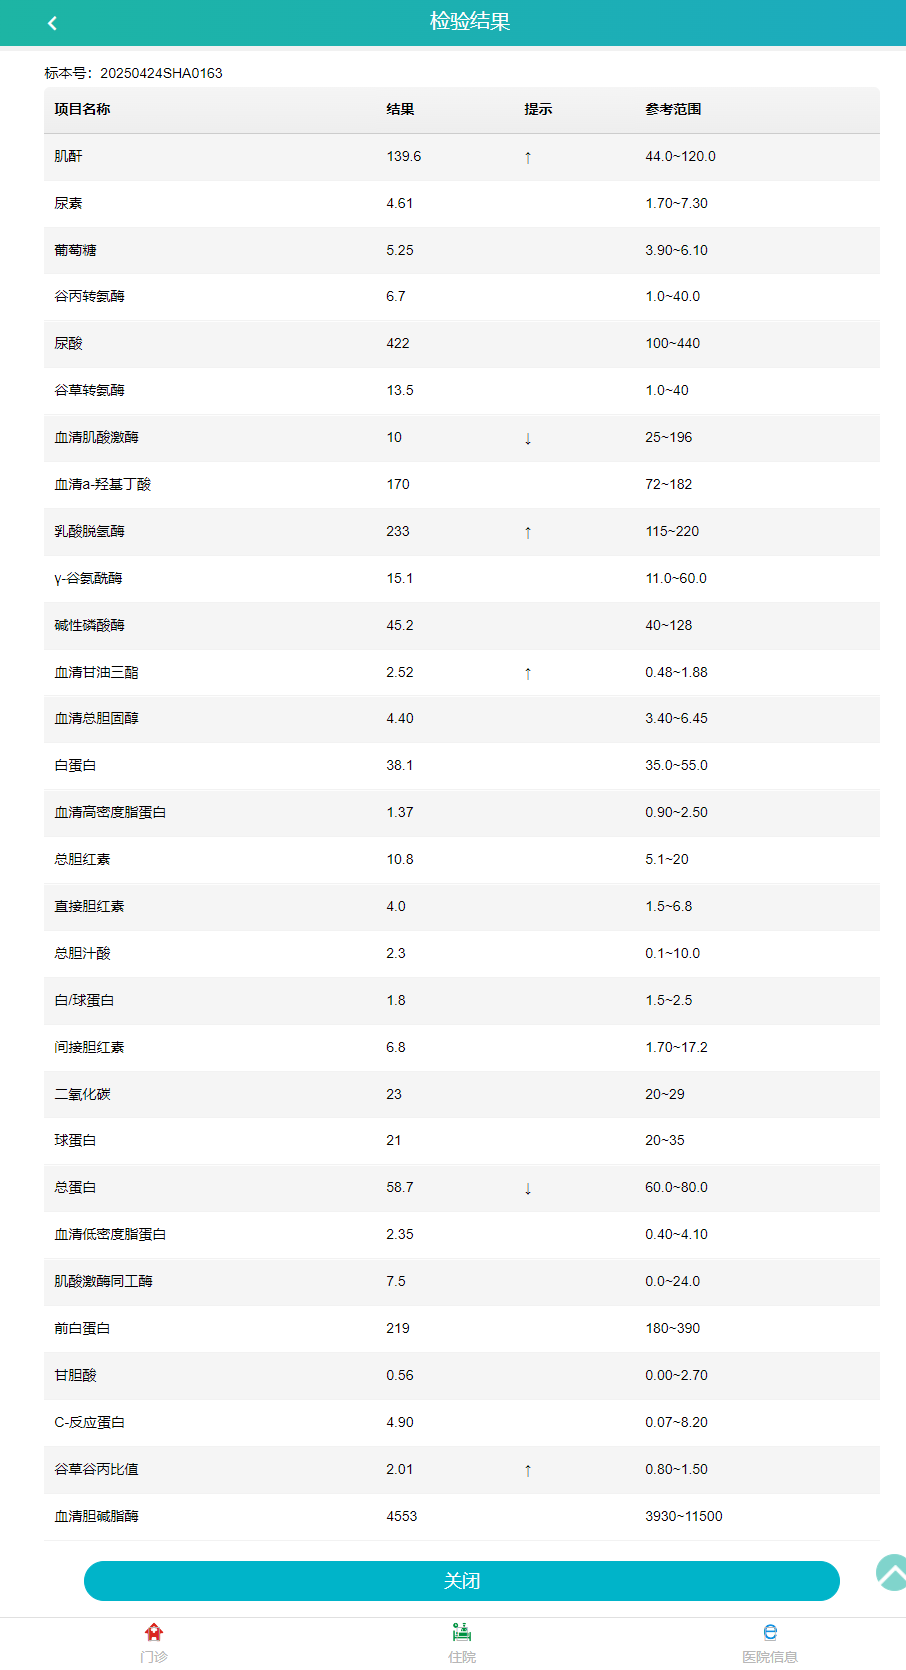 检验结果
标本号：20250424SHA0163
项目名称 结果 提示 参考范围
肌酐 139.6 ↑ 44.0~120.0
尿素 4.61 1.70~7.30
葡萄糖 5.25 3.90~6.10
谷丙转氨酶 6.7 1.0~40.0
尿酸 422 100~440
谷草转氨酶 13.5 1.0~40
血清肌酸激酶 10 ↓ 25~196
血清a-羟基丁酸 170 72~182
乳酸脱氢酶 233 ↑ 115~220
γ-谷氨酰酶 15.1 11.0~60.0
碱性磷酸酶 45.2 40~128
血清甘油三酯 2.52 ↑ 0.48~1.88
血清总胆固醇 4.40 3.40~6.45
白蛋白 38.1 35.0~55.0
血清高密度脂蛋白 1.37 0.90~2.50
总胆红素 10.8 5.1~20
直接胆红素 4.0 1.5~6.8
总胆汁酸 2.3 0.1~10.0
白/球蛋白 1.8 1.5~2.5
间接胆红素 6.8 1.70~17.2
二氧化碳 23 20~29
球蛋白 21 20~35
总蛋白 58.7 ↓ 60.0~80.0
血清低密度脂蛋白 2.35 0.40~4.10
肌酸激酶同工酶 7.5 0.0~24.0
前白蛋白 219 180~390
甘胆酸 0.56 0.00~2.70
C-反应蛋白 4.90 0.07~8.20
谷草谷丙比值 2.01 ↑ 0.80~1.50
血清胆碱脂酶 4553 3930~11500
关闭
门诊 住院 医院信息